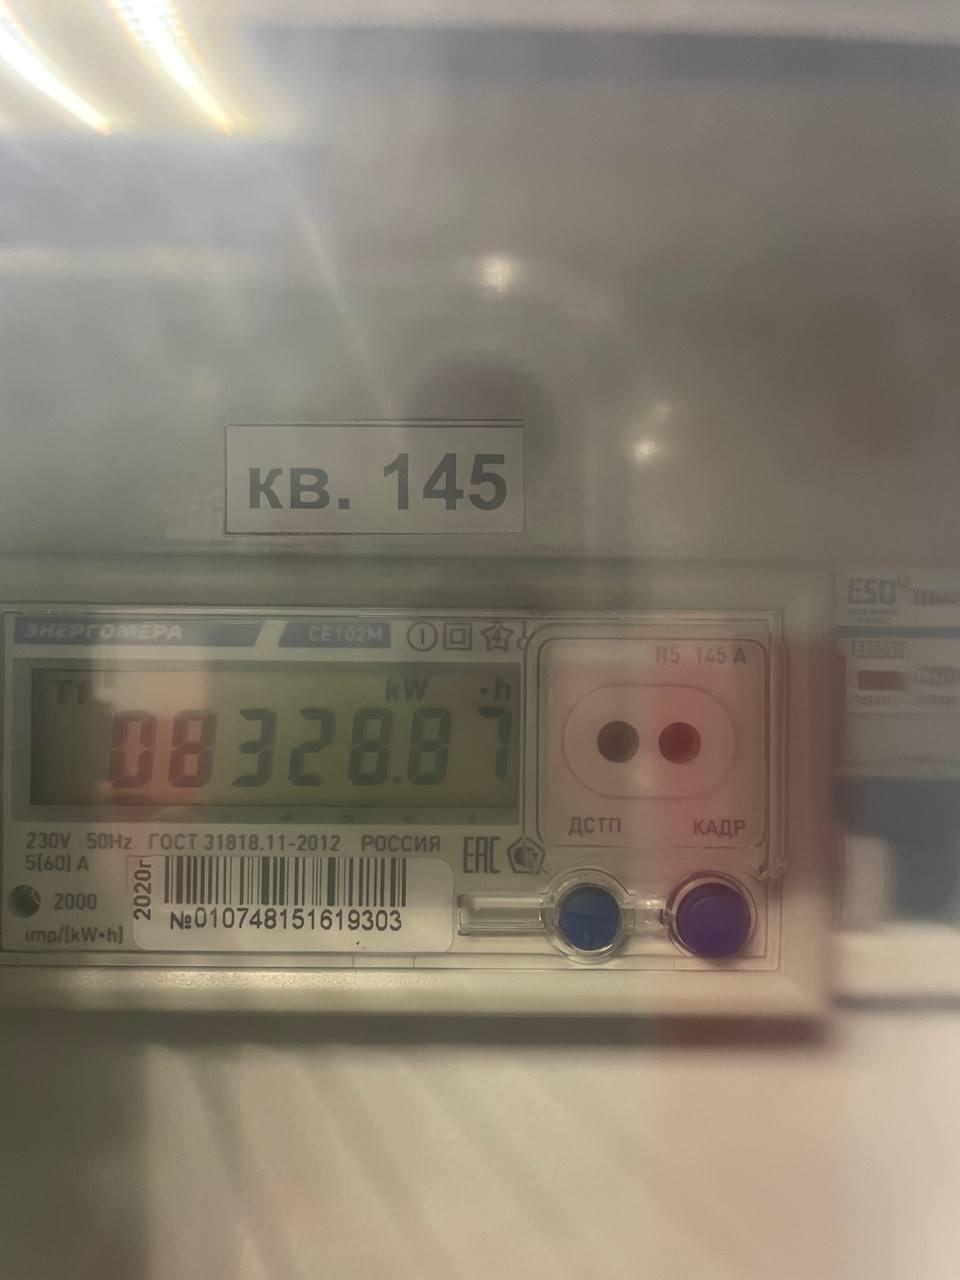 кв. 145
ЭНЕРГОМЕРА CE102M
R5 145 A
T1 kW·h
08328.87
ДСТП КАДР
230V 50Hz ГОСТ 31818.11-2012 РОССИЯ EAC
5(60) A
2020г
2000
imp/(kW•h)
№010748151619303
ESQ